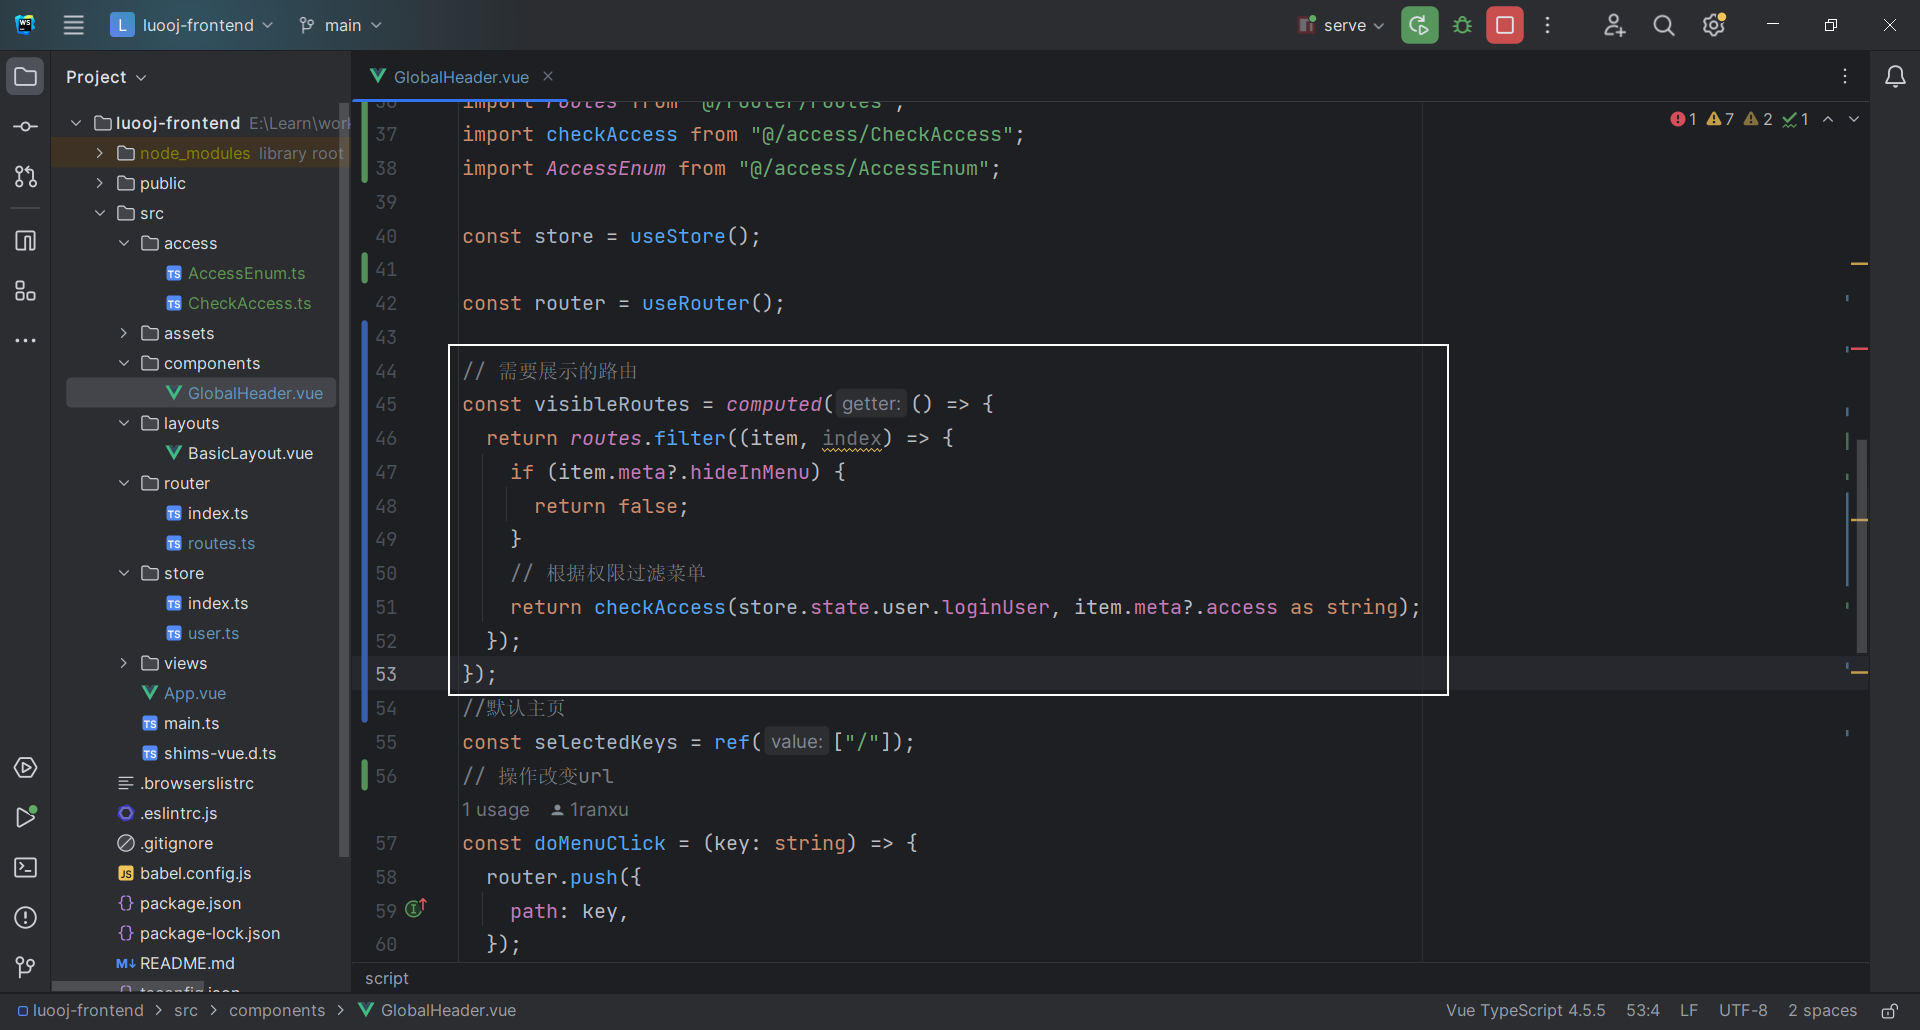 L luooj-frontend main serve
Project
GlobalHeader.vue
luooj-frontend E:\Learn\work
node_modules library root
public
src
access
AccessEnum.ts
CheckAccess.ts
assets
components
GlobalHeader.vue
layouts
BasicLayout.vue
router
index.ts
routes.ts
store
index.ts
user.ts
views
App.vue
main.ts
shims-vue.d.ts
.browserslistrc
.eslintrc.js
.gitignore
babel.config.js
package.json
package-lock.json
README.md
tsconfig.json
1 7 2 1
36 import routes from "@/router/routes";
37 import checkAccess from "@/access/CheckAccess";
38 import AccessEnum from "@/access/AccessEnum";
39
40 const store = useStore();
41
42 const router = useRouter();
43
44 // 需要展示的路由
45 const visibleRoutes = computed( getter: () => {
46 return routes.filter((item, index) => {
47 if (item.meta?.hideInMenu) {
48 return false;
49 }
50 // 根据权限过滤菜单
51 return checkAccess(store.state.user.loginUser, item.meta?.access as string);
52 });
53 });
54 //默认主页
55 const selectedKeys = ref( value: ["/"]);
56 // 操作改变url
1 usage 1ranxu
57 const doMenuClick = (key: string) => {
58 router.push({
59 path: key,
60 });
script
luooj-frontend > src > components > GlobalHeader.vue
Vue TypeScript 4.5.5 53:4 LF UTF-8 2 spaces